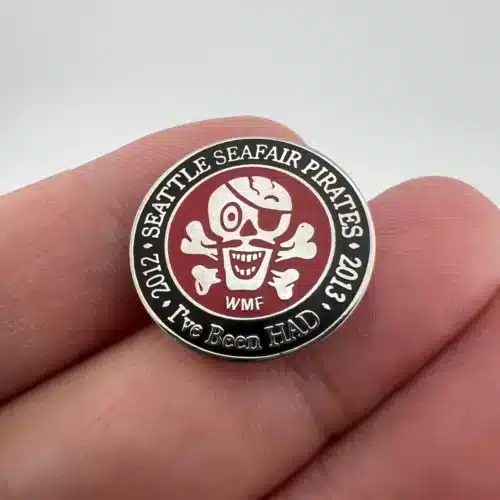 2012 • SEATTLE SEAFAIR PIRATES • 2013
WMF
• I've Been HAD •